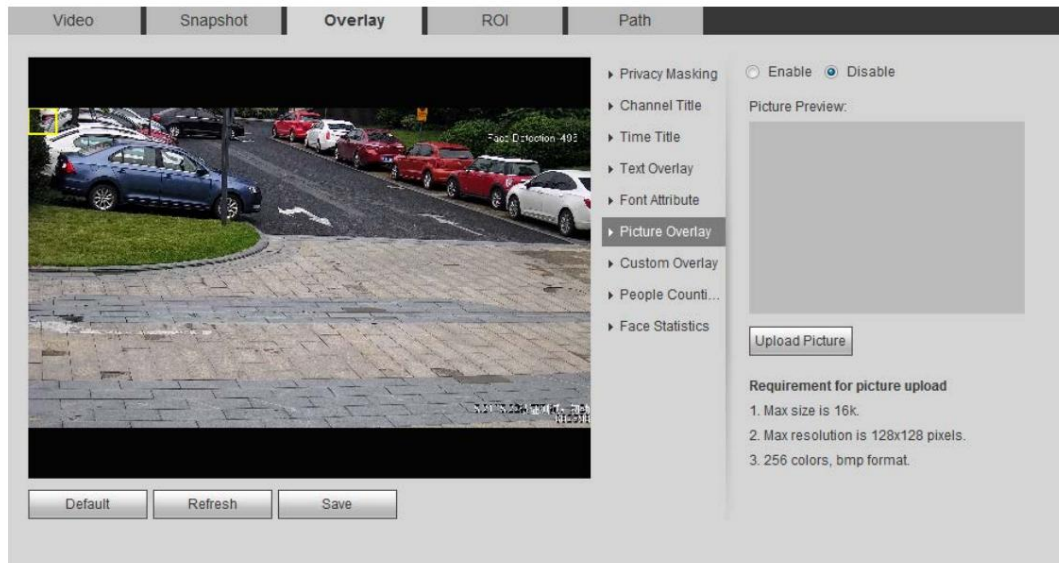 Video
Snapshot
Overlay
ROI
Path
Face Detection 493
Privacy Masking
Channel Title
Time Title
Text Overlay
Font Attribute
Picture Overlay
Custom Overlay
People Counti...
Face Statistics
Enable
Disable
Picture Preview:
Upload Picture
Requirement for picture upload
1. Max size is 16k.
2. Max resolution is 128x128 pixels.
3. 256 colors, bmp format.
Default
Refresh
Save